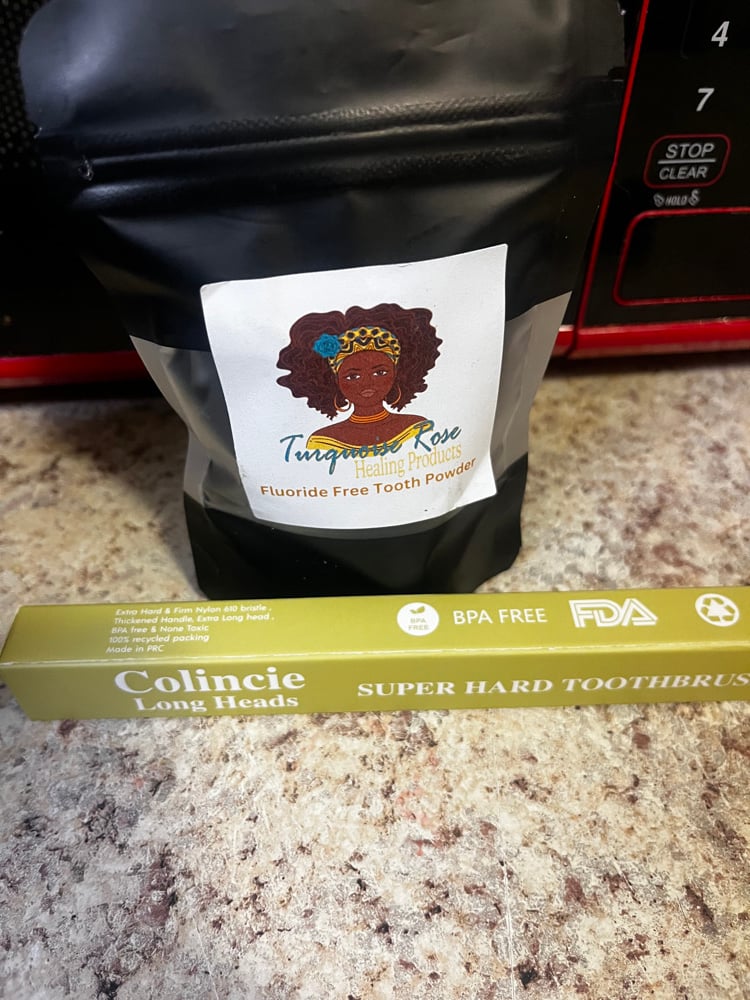 4
7
STOP
CLEAR
HOLD
Turquoise Rose
Healing Products
Fluoride Free Tooth Powder
Extra Hard & Firm Nylon 610 bristle .
Thickened Handle, Extra Long head .
BPA free & None Toxic
100% recycled packing
Made in PRC
BPA
FREE
BPA FREE
FDA
Colincie
Long Heads
SUPER HARD TOOTHBRUS